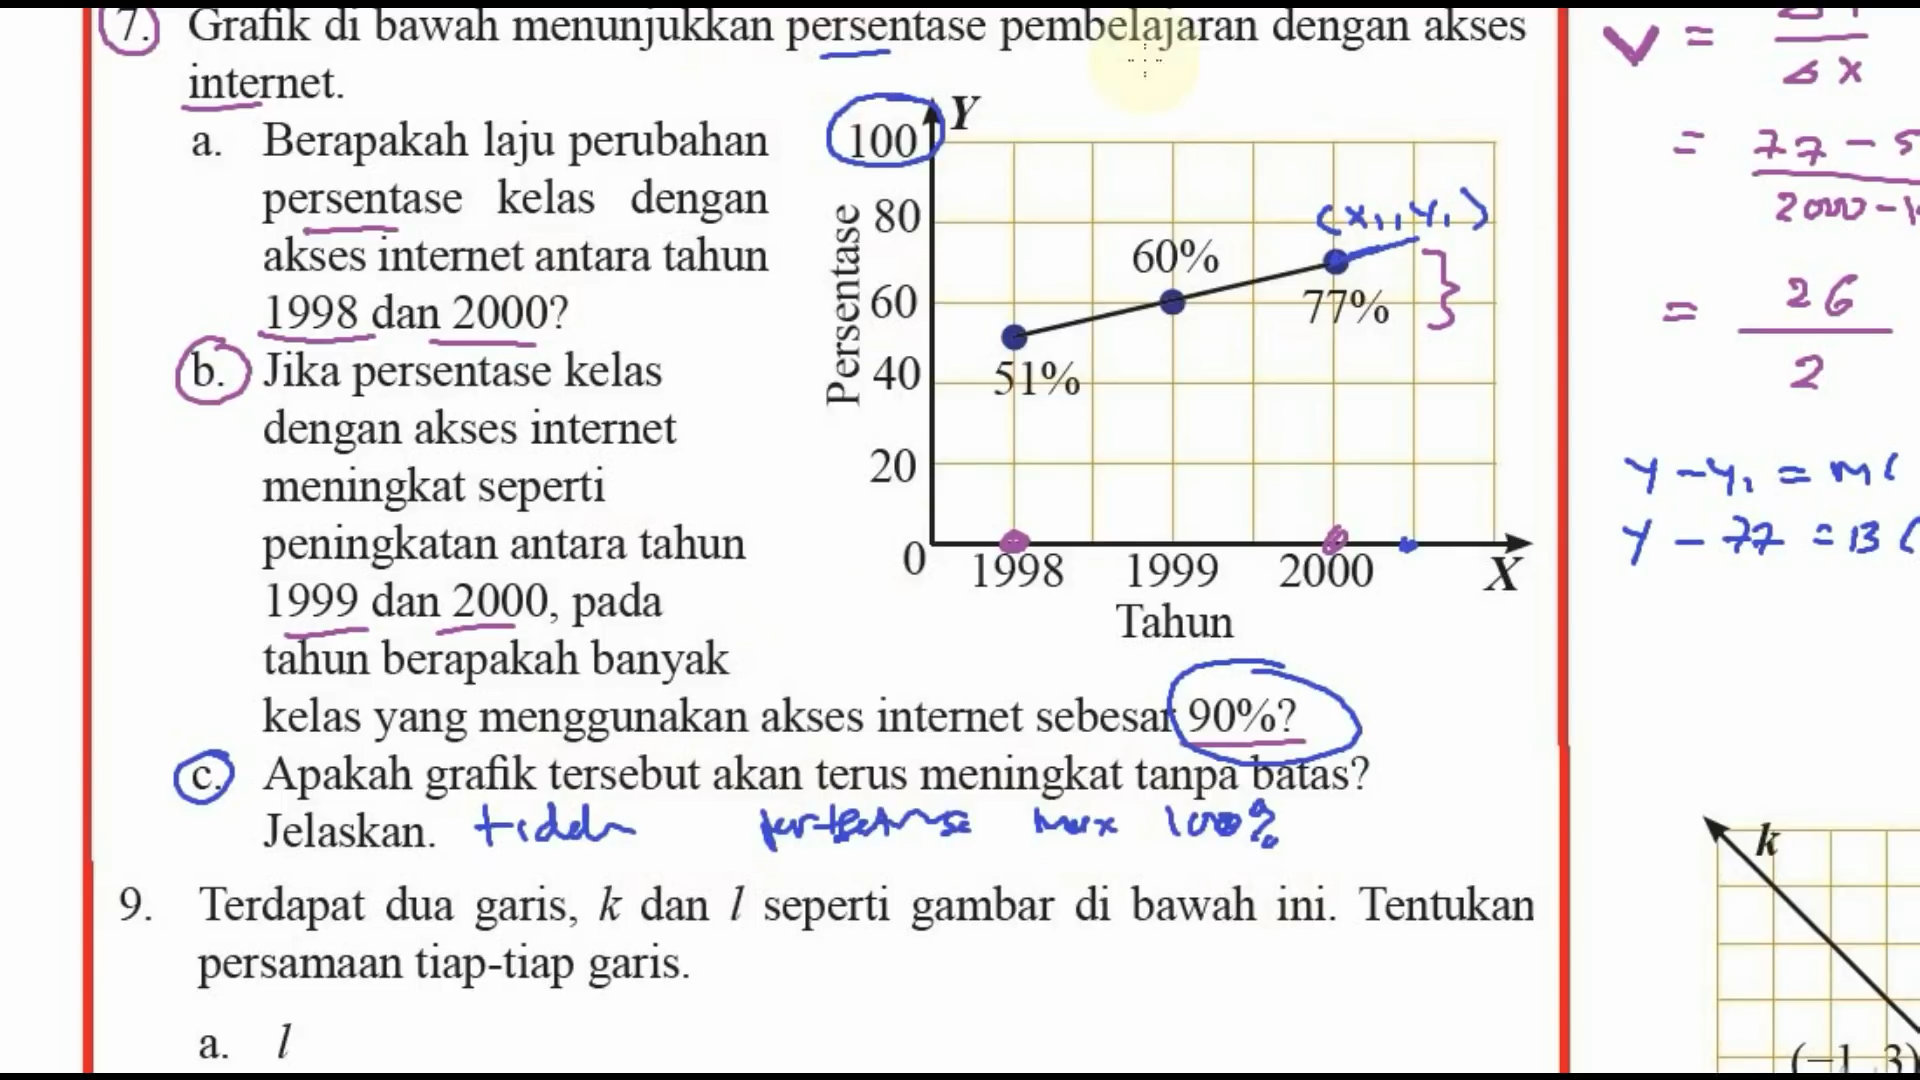 7. Grafik di bawah menunjukkan persentase pembelajaran dengan akses
internet.
a. Berapakah laju perubahan
persentase kelas dengan
akses internet antara tahun
1998 dan 2000?
b. Jika persentase kelas
dengan akses internet
meningkat seperti
peningkatan antara tahun
1999 dan 2000, pada
tahun berapakah banyak
kelas yang menggunakan akses internet sebesar 90%?
c. Apakah grafik tersebut akan terus meningkat tanpa batas?
Jelaskan. max 100%
Y
100
80
60
40
20
0
Persentase
51%
60%
77%
(x₁, y₁)
1998 1999 2000 X
Tahun
9. Terdapat dua garis, k dan l seperti gambar di bawah ini. Tentukan
persamaan tiap-tiap garis.
a. l
=
Δx
= 77 - 5
2000 - 1
= 26
2
y - y₁ = m(
y - 77 = 13(
k
(−1, 3)